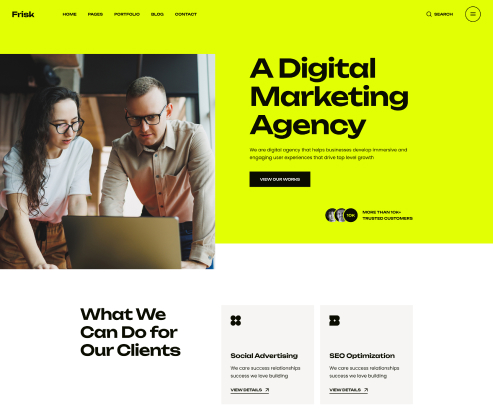 Frisk
HOME
PAGES
PORTFOLIO
BLOG
CONTACT
SEARCH
A Digital
Marketing
Agency
We are digital agency that helps businesses develop immersive and
engaging user experiences that drive top level growth
VIEW OUR WORKS
10K
MORE THAN 10K+
TRUSTED CUSTOMERS
What We
Can Do for
Our Clients
Social Advertising
We care success relationships
success we love building
VIEW DETAILS
SEO Optimization
We care success relationships
success we love building
VIEW DETAILS